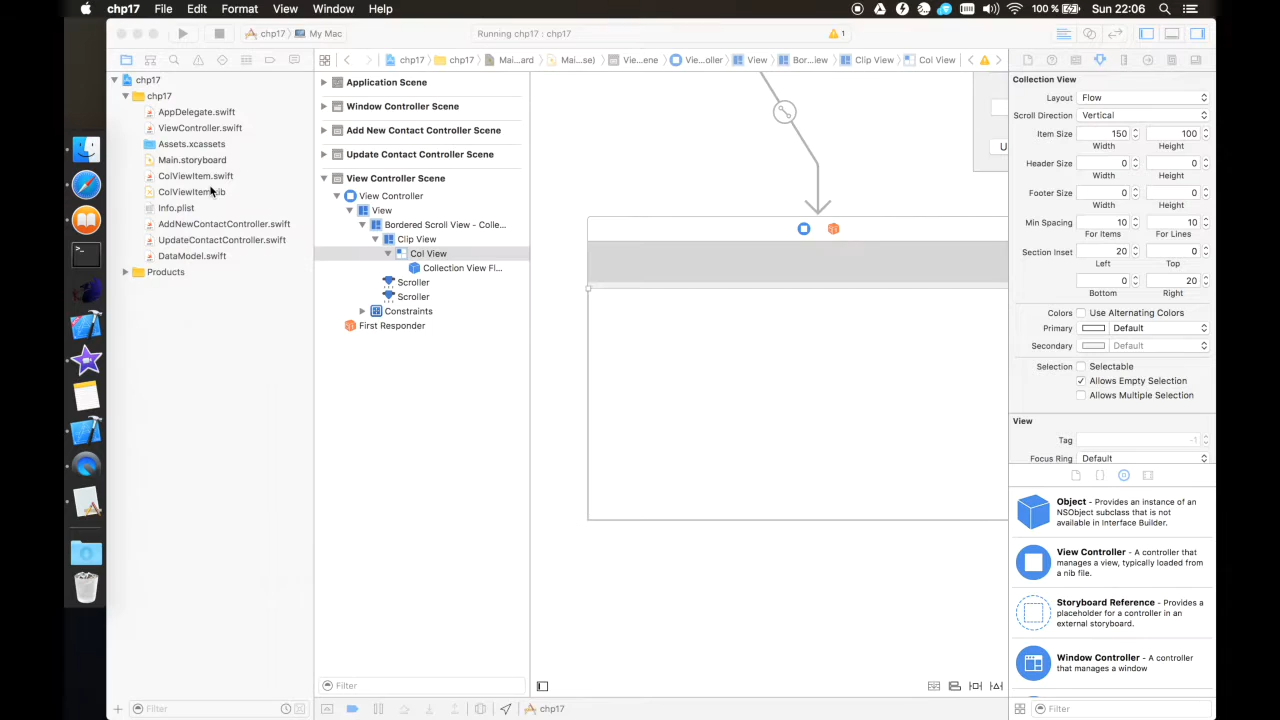 chp17 File Edit Format View Window Help 100 % Sun 22:06
chp17 My Mac Running chp17 : chp17 1
chp17 chp17 Mai...ard Mai...se) Vie...ene Vie...oller View Bor...iew Clip View Col View
chp17
chp17
AppDelegate.swift
ViewController.swift
Assets.xcassets
Main.storyboard
ColViewItem.swift
ColViewItem.xib
Info.plist
AddNewContactController.swift
UpdateContactController.swift
DataModel.swift
Products
Filter
Application Scene
Window Controller Scene
Add New Contact Controller Scene
Update Contact Controller Scene
View Controller Scene
View Controller
View
Bordered Scroll View - Colle...
Clip View
Col View
Collection View Fl...
Scroller
Scroller
Constraints
First Responder
Filter
chp17
U
Collection View
Layout Flow
Scroll Direction Vertical
Item Size 150 100
Width Height
Header Size 0 0
Width Height
Footer Size 0 0
Width Height
Min Spacing 10 10
For Items For Lines
Section Inset 20 0
Left Top
0 20
Bottom Right
Colors Use Alternating Colors
Primary Default
Secondary Default
Selection Selectable
Allows Empty Selection
Allows Multiple Selection
View
Tag -1
Focus Ring Default
Object - Provides an instance of an
NSObject subclass that is not
available in Interface Builder.
View Controller - A controller that
manages a view, typically loaded from
a nib file.
Storyboard Reference - Provides a
placeholder for a controller in an
external storyboard.
Window Controller - A controller
that manages a window
Filter